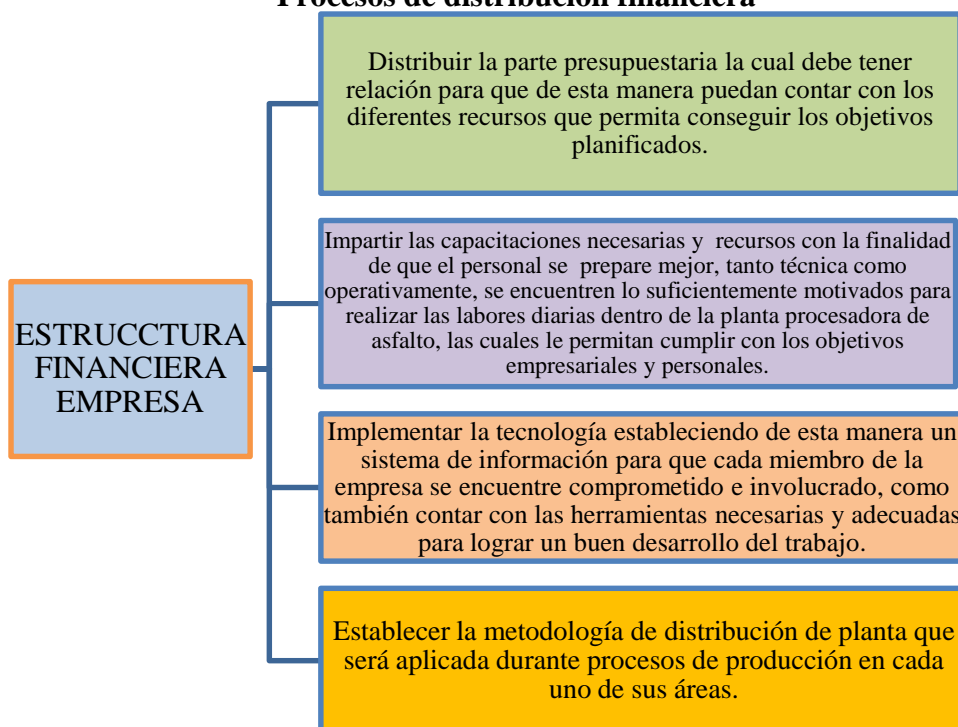 Procesos de distribución financiera
Distribuir la parte presupuestaria la cual debe tener
relación para que de esta manera puedan contar con los
diferentes recursos que permita conseguir los objetivos
planificados.
Impartir las capacitaciones necesarias y  recursos con la finalidad
de que el personal se  prepare mejor, tanto técnica como
operativamente, se encuentren lo suficientemente motivados para
realizar las labores diarias dentro de la planta procesadora de
asfalto, las cuales le permitan cumplir con los objetivos
empresariales y personales.
ESTRUCCTURA
FINANCIERA
EMPRESA
Implementar la tecnología estableciendo de esta manera un
sistema de información para que cada miembro de la
empresa se encuentre comprometido e involucrado, como
también contar con las herramientas necesarias y adecuadas
para lograr un buen desarrollo del trabajo.
Establecer la metodología de distribución de planta que
será aplicada durante procesos de producción en cada
uno de sus áreas.